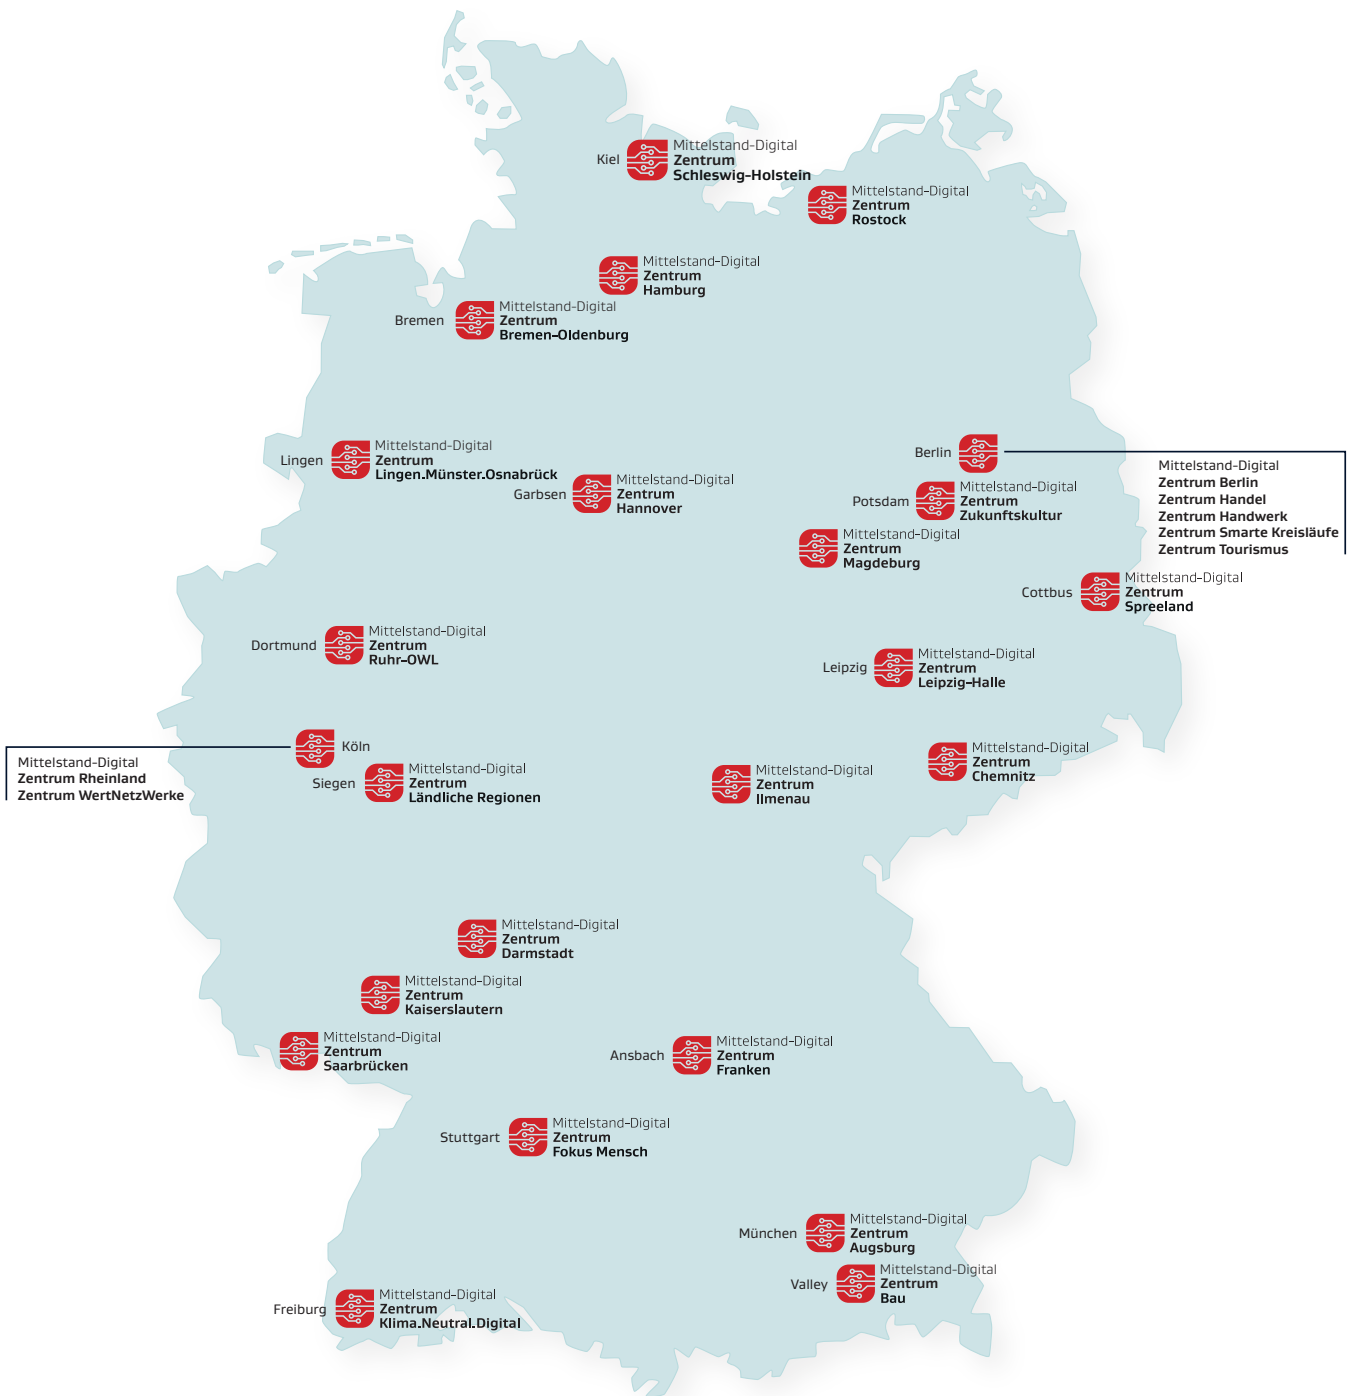 Kiel
Mittelstand-Digital
Zentrum
Schleswig-Holstein
Mittelstand-Digital
Zentrum
Rostock
Mittelstand-Digital
Zentrum
Hamburg
Bremen
Mittelstand-Digital
Zentrum
Bremen-Oldenburg
Lingen
Mittelstand-Digital
Zentrum
Lingen.Münster.Osnabrück
Garbsen
Mittelstand-Digital
Zentrum
Hannover
Berlin
Mittelstand-Digital
Zentrum Berlin
Zentrum Handel
Zentrum Handwerk
Zentrum Smarte Kreisläufe
Zentrum Tourismus
Potsdam
Mittelstand-Digital
Zentrum
Zukunftskultur
Mittelstand-Digital
Zentrum
Magdeburg
Cottbus
Mittelstand-Digital
Zentrum
Spreeland
Dortmund
Mittelstand-Digital
Zentrum
Ruhr-OWL
Leipzig
Mittelstand-Digital
Zentrum
Leipzig-Halle
Köln
Mittelstand-Digital
Zentrum Rheinland
Zentrum WertNetzWerke
Siegen
Mittelstand-Digital
Zentrum
Ländliche Regionen
Mittelstand-Digital
Zentrum
Ilmenau
Mittelstand-Digital
Zentrum
Chemnitz
Mittelstand-Digital
Zentrum
Darmstadt
Mittelstand-Digital
Zentrum
Kaiserslautern
Mittelstand-Digital
Zentrum
Saarbrücken
Ansbach
Mittelstand-Digital
Zentrum
Franken
Stuttgart
Mittelstand-Digital
Zentrum
Fokus Mensch
München
Mittelstand-Digital
Zentrum
Augsburg
Valley
Mittelstand-Digital
Zentrum
Bau
Freiburg
Mittelstand-Digital
Zentrum
Klima.Neutral.Digital